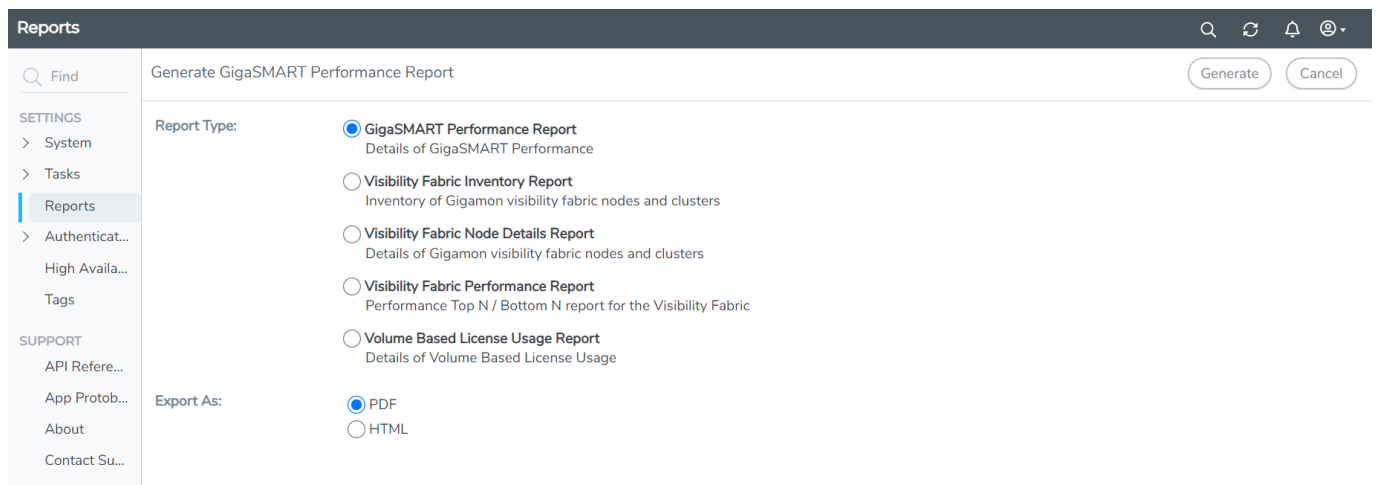 Reports
Find
Generate GigaSMART Performance Report
Generate
Cancel
SETTINGS
System
Tasks
Reports
Authenticat...
High Availa...
Tags
SUPPORT
API Refere...
App Protob...
About
Contact Su...
Report Type:
GigaSMART Performance Report
Details of GigaSMART Performance
Visibility Fabric Inventory Report
Inventory of Gigamon visibility fabric nodes and clusters
Visibility Fabric Node Details Report
Details of Gigamon visibility fabric nodes and clusters
Visibility Fabric Performance Report
Performance Top N / Bottom N report for the Visibility Fabric
Volume Based License Usage Report
Details of Volume Based License Usage
Export As:
PDF
HTML